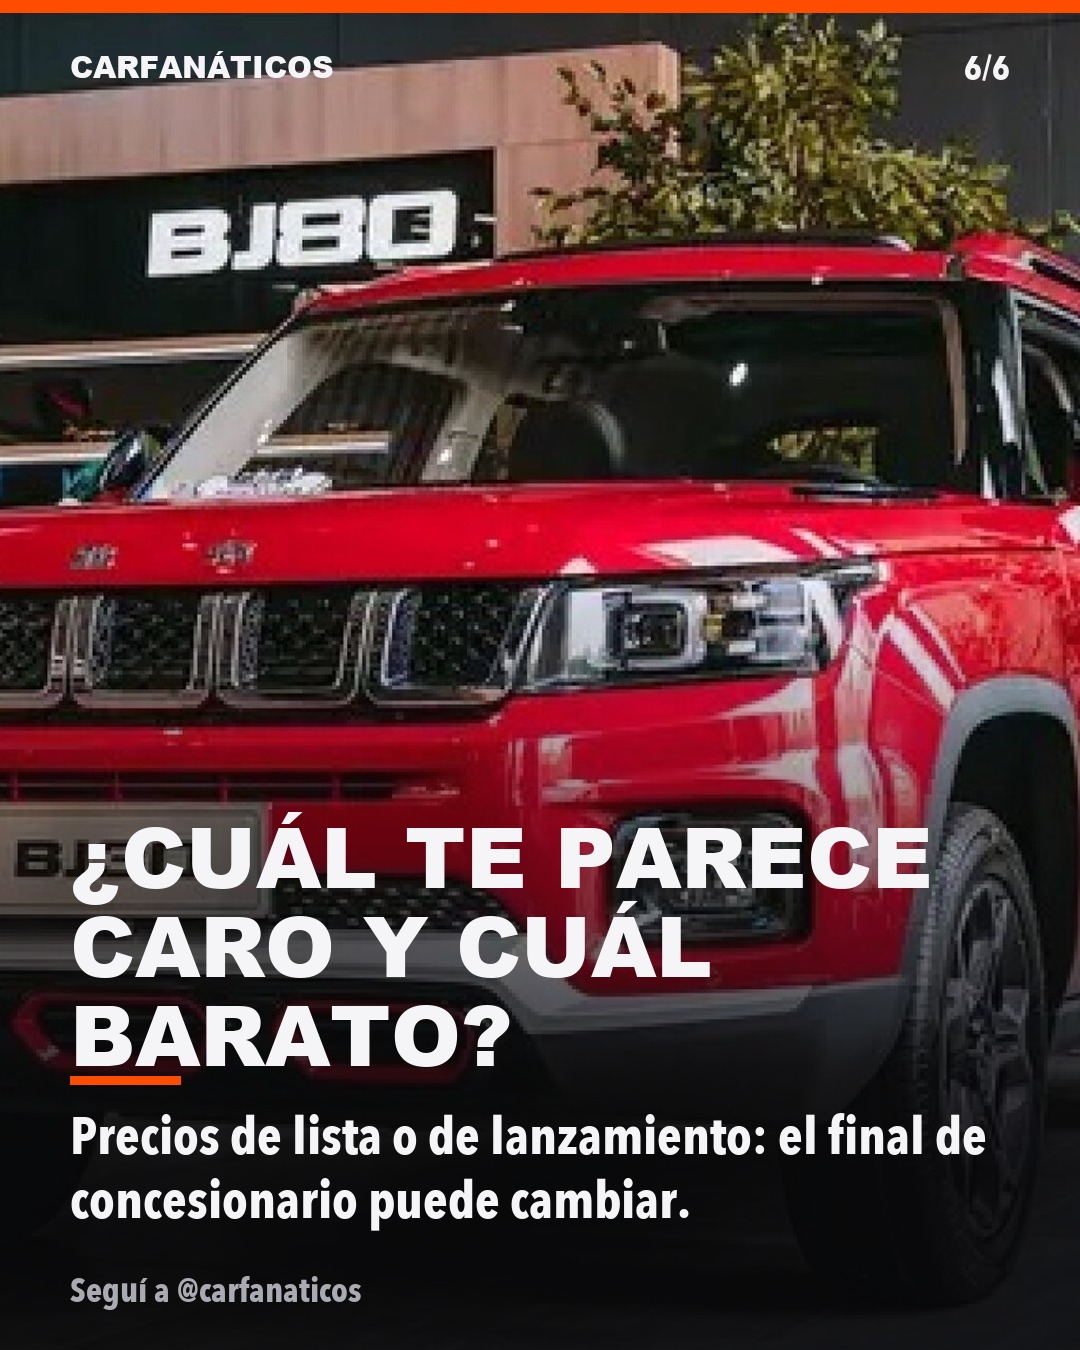 CARFANÁTICOS
6/6
BJ80
¿CUÁL TE PARECE
CARO Y CUÁL
BARATO?
Precios de lista o de lanzamiento: el final de
concesionario puede cambiar.
Seguí a @carfanaticos